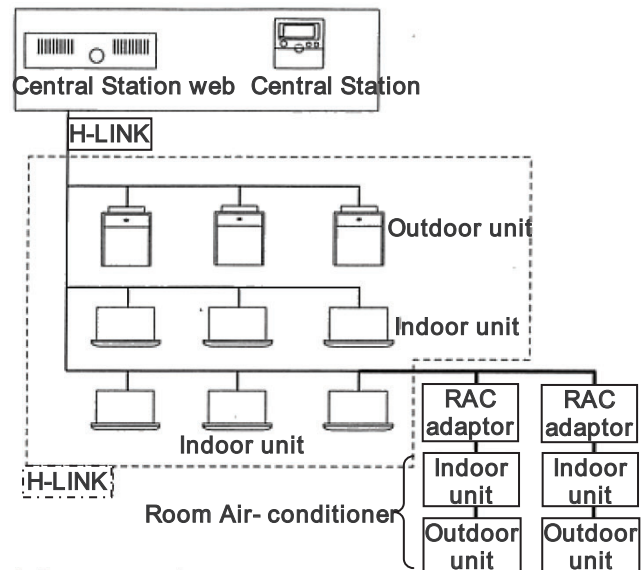 Central Station web Central Station
H-LINK
Outdoor unit
Indoor unit
Indoor unit
H-LINK
RAC
adaptor
RAC
adaptor
Room Air- conditioner
Indoor
unit
Indoor
unit
Outdoor
unit
Outdoor
unit